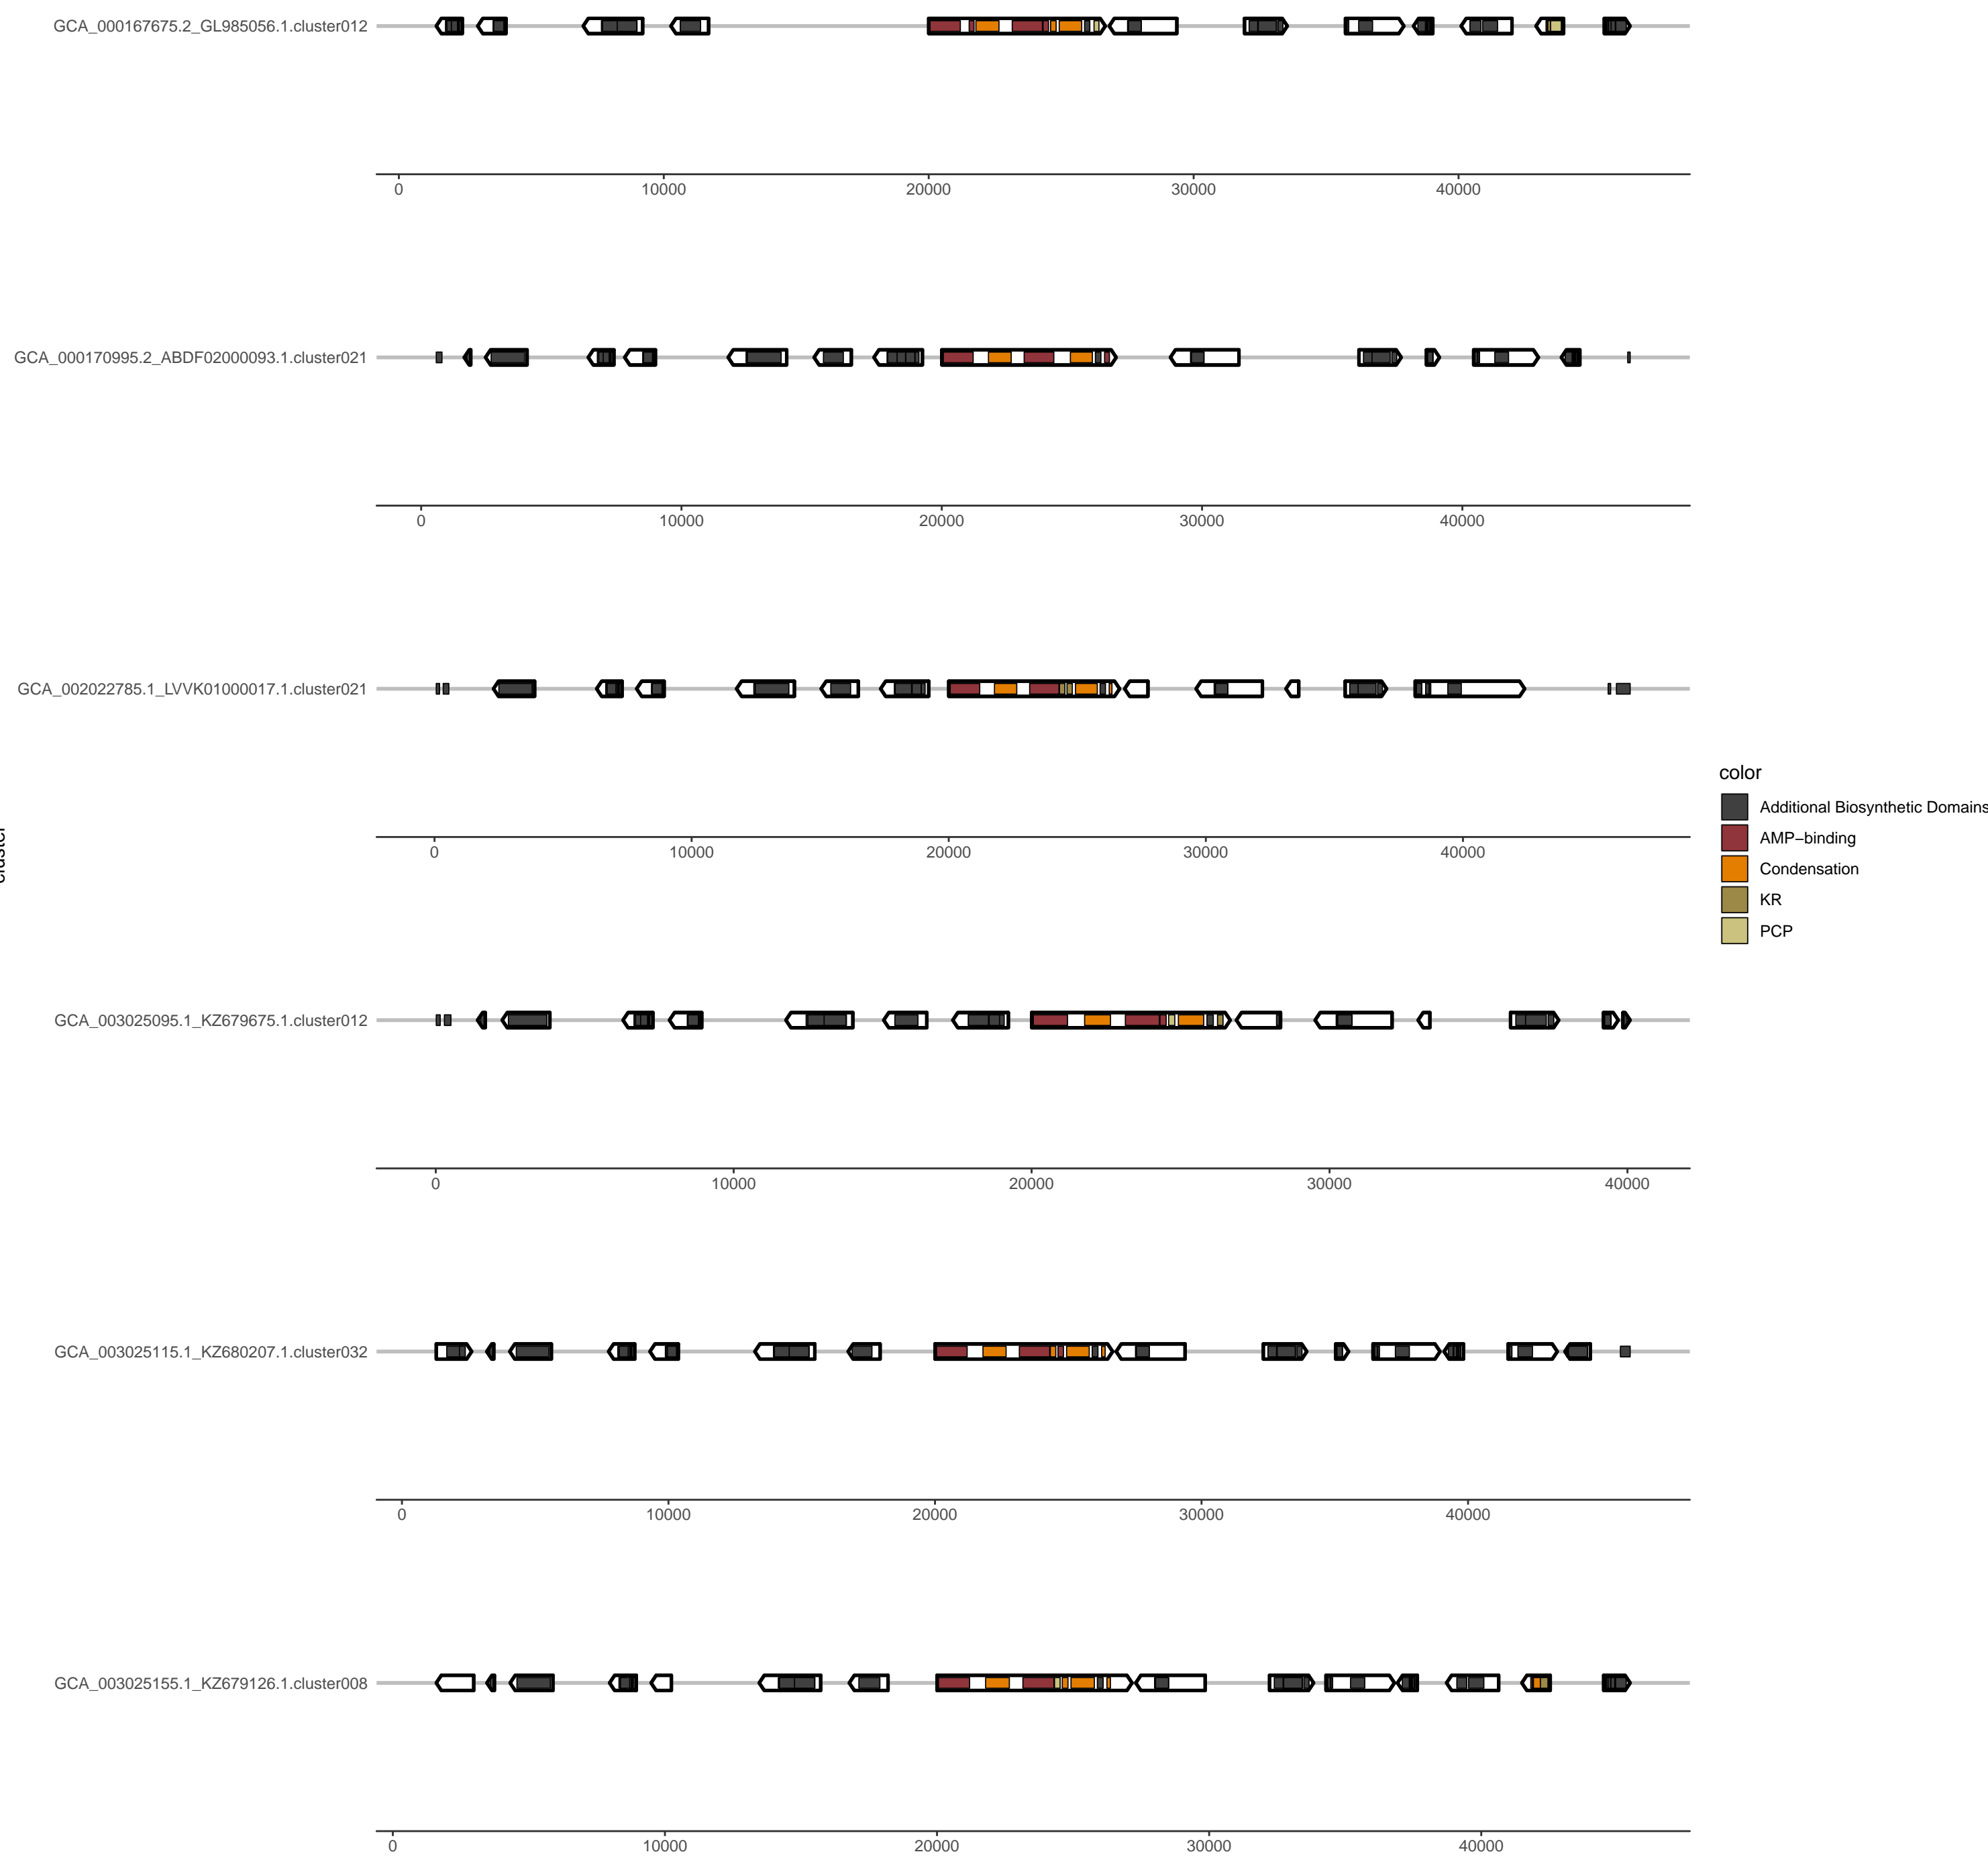 GCA_000167675.2_GL985056.1.cluster012
0 10000 20000 30000 40000
GCA_000170995.2_ABDF02000093.1.cluster021
0 10000 20000 30000 40000
GCA_002022785.1_LVVK01000017.1.cluster021
0 10000 20000 30000 40000
color
Additional Biosynthetic Domains
AMP−binding
Condensation
KR
PCP
cluster
GCA_003025095.1_KZ679675.1.cluster012
0 10000 20000 30000 40000
GCA_003025115.1_KZ680207.1.cluster032
0 10000 20000 30000 40000
GCA_003025155.1_KZ679126.1.cluster008
0 10000 20000 30000 40000